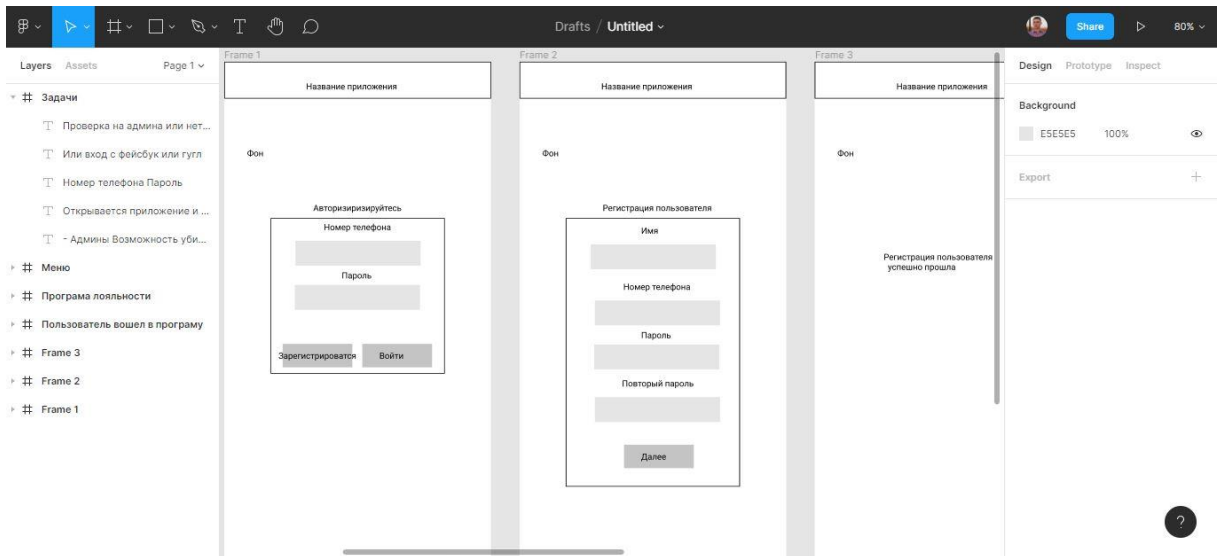 Drafts / Untitled
Share
80%
Layers Assets Page 1
Задачи
Проверка на админа или нет...
Или вход с фейсбук или гугл
Номер телефона Пароль
Открывается приложение и ...
- Админы Возможность уби...
Меню
Програма лояльности
Пользователь вошел в програму
Frame 3
Frame 2
Frame 1
Frame 1
Название приложения
Фон
Авторизиризируйтесь
Номер телефона
Пароль
Зарегистрироватся
Войти
Frame 2
Название приложения
Фон
Регистрация пользователя
Имя
Номер телефона
Пароль
Повторый пароль
Далее
Frame 3
Название приложения
Фон
Регистрация пользователя
успешно прошла
Design Prototype Inspect
Background
E5E5E5 100%
Export
?